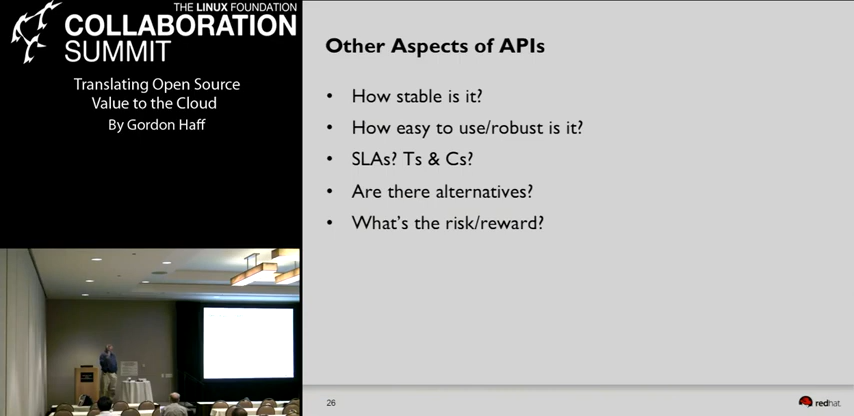 THE LINUX FOUNDATION
COLLABORATION
SUMMIT
Translating Open Source
Value to the Cloud
By Gordon Haff
Other Aspects of APIs
• How stable is it?
• How easy to use/robust is it?
• SLAs? Ts & Cs?
• Are there alternatives?
• What's the risk/reward?
26
redhat